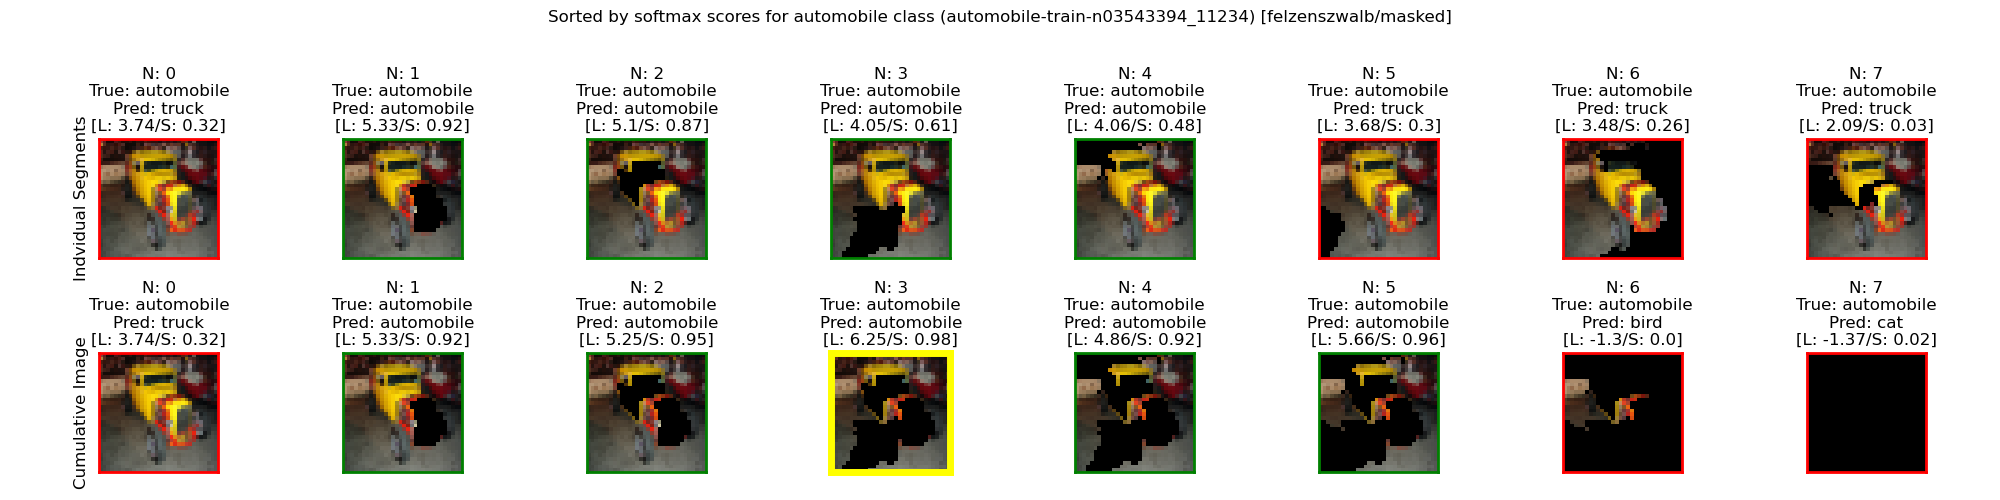 Sorted by softmax scores for automobile class (automobile-train-n03543394_11234) [felzenszwalb/masked]
Indvidual Segments
N: 0
True: automobile
Pred: truck
[L: 3.74/S: 0.32]
N: 1
True: automobile
Pred: automobile
[L: 5.33/S: 0.92]
N: 2
True: automobile
Pred: automobile
[L: 5.1/S: 0.87]
N: 3
True: automobile
Pred: automobile
[L: 4.05/S: 0.61]
N: 4
True: automobile
Pred: automobile
[L: 4.06/S: 0.48]
N: 5
True: automobile
Pred: truck
[L: 3.68/S: 0.3]
N: 6
True: automobile
Pred: truck
[L: 3.48/S: 0.26]
N: 7
True: automobile
Pred: truck
[L: 2.09/S: 0.03]
Cumulative Image
N: 0
True: automobile
Pred: truck
[L: 3.74/S: 0.32]
N: 1
True: automobile
Pred: automobile
[L: 5.33/S: 0.92]
N: 2
True: automobile
Pred: automobile
[L: 5.25/S: 0.95]
N: 3
True: automobile
Pred: automobile
[L: 6.25/S: 0.98]
N: 4
True: automobile
Pred: automobile
[L: 4.86/S: 0.92]
N: 5
True: automobile
Pred: automobile
[L: 5.66/S: 0.96]
N: 6
True: automobile
Pred: bird
[L: -1.3/S: 0.0]
N: 7
True: automobile
Pred: cat
[L: -1.37/S: 0.02]